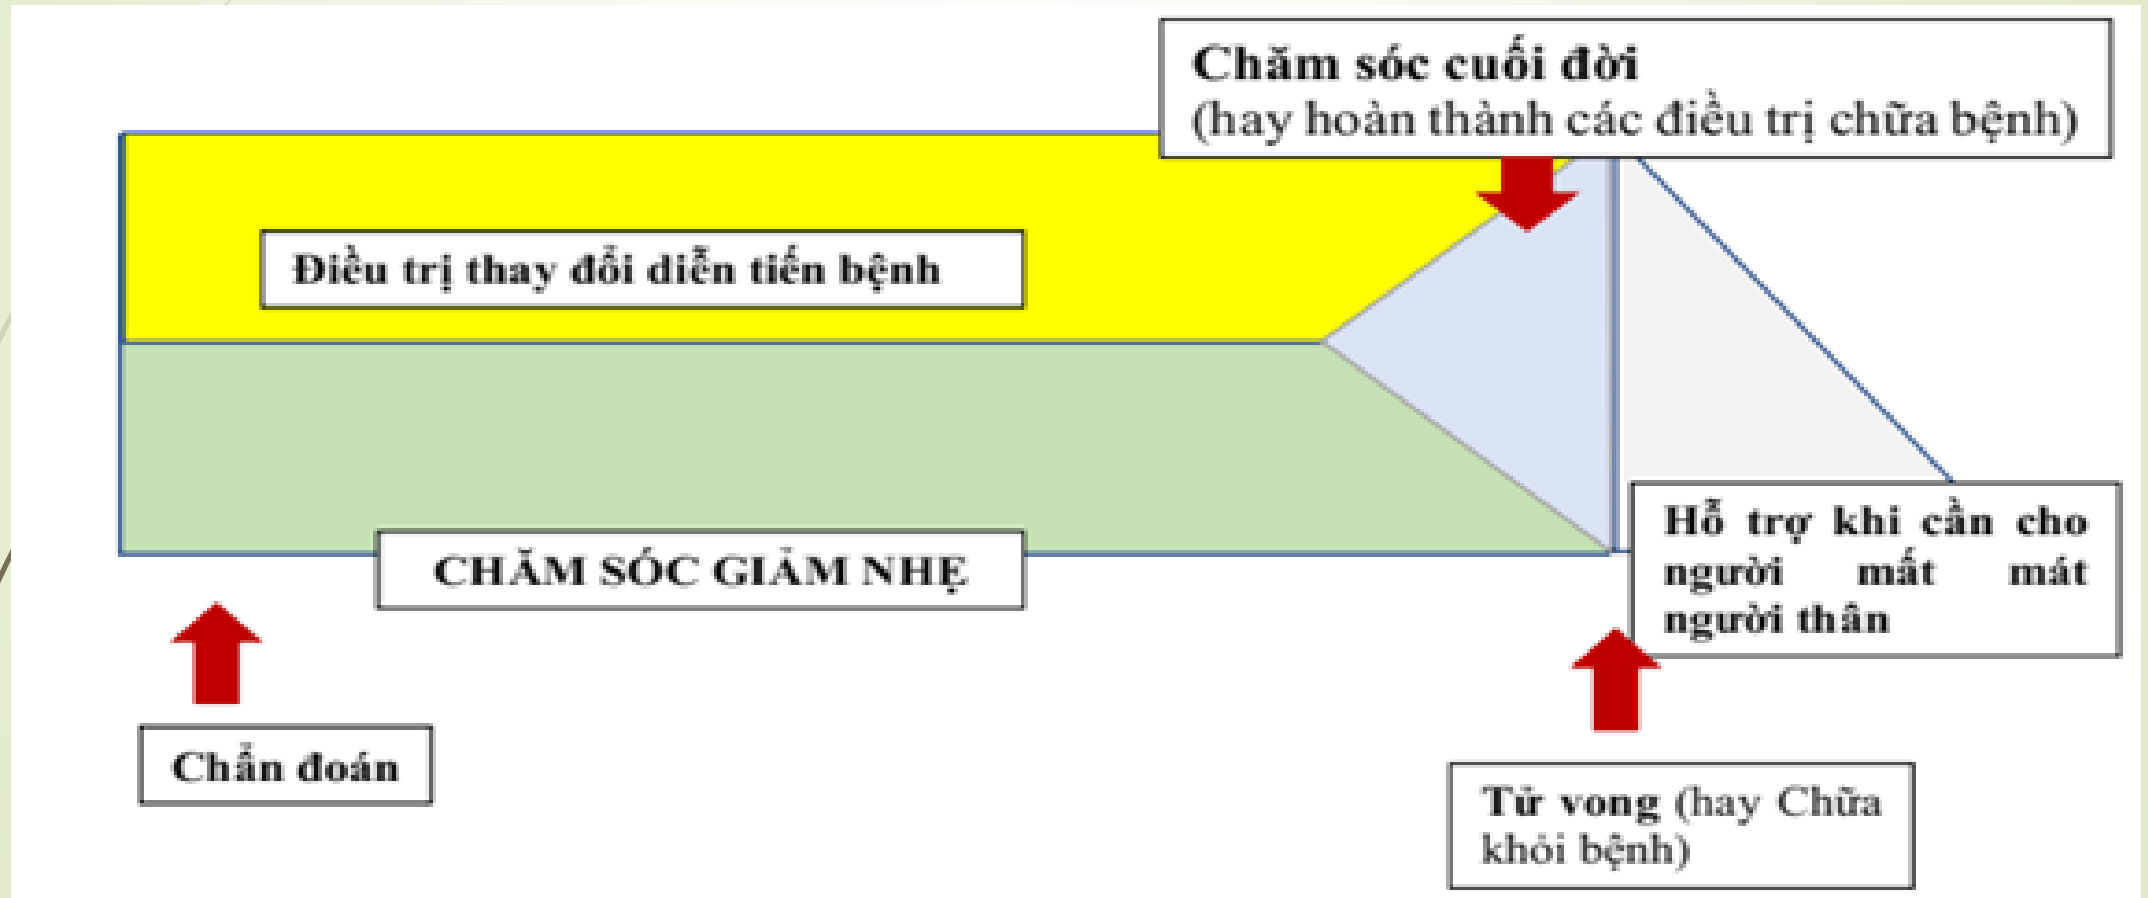 Chăm sóc cuối đời
(hay hoàn thành các điều trị chữa bệnh)
Điều trị thay đổi diễn tiến bệnh
CHĂM SÓC GIẢM NHẸ
Hỗ trợ khi cần cho
người mất mát
người thân
Chẩn đoán
Tử vong (hay Chữa
khỏi bệnh)